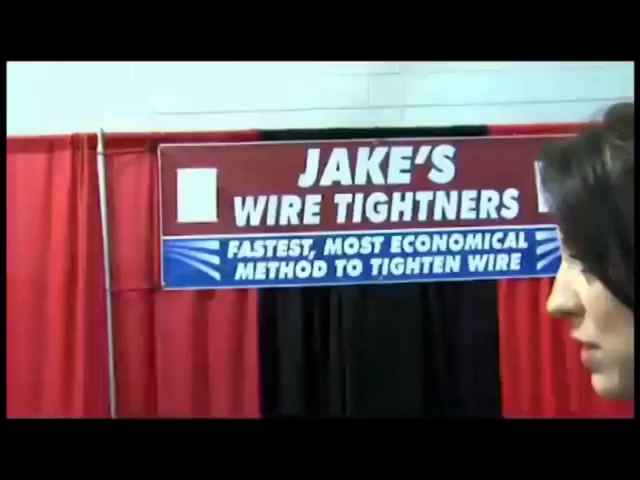 JAKE'S
WIRE TIGHTNERS
FASTEST, MOST ECONOMICAL
METHOD TO TIGHTEN WIRE